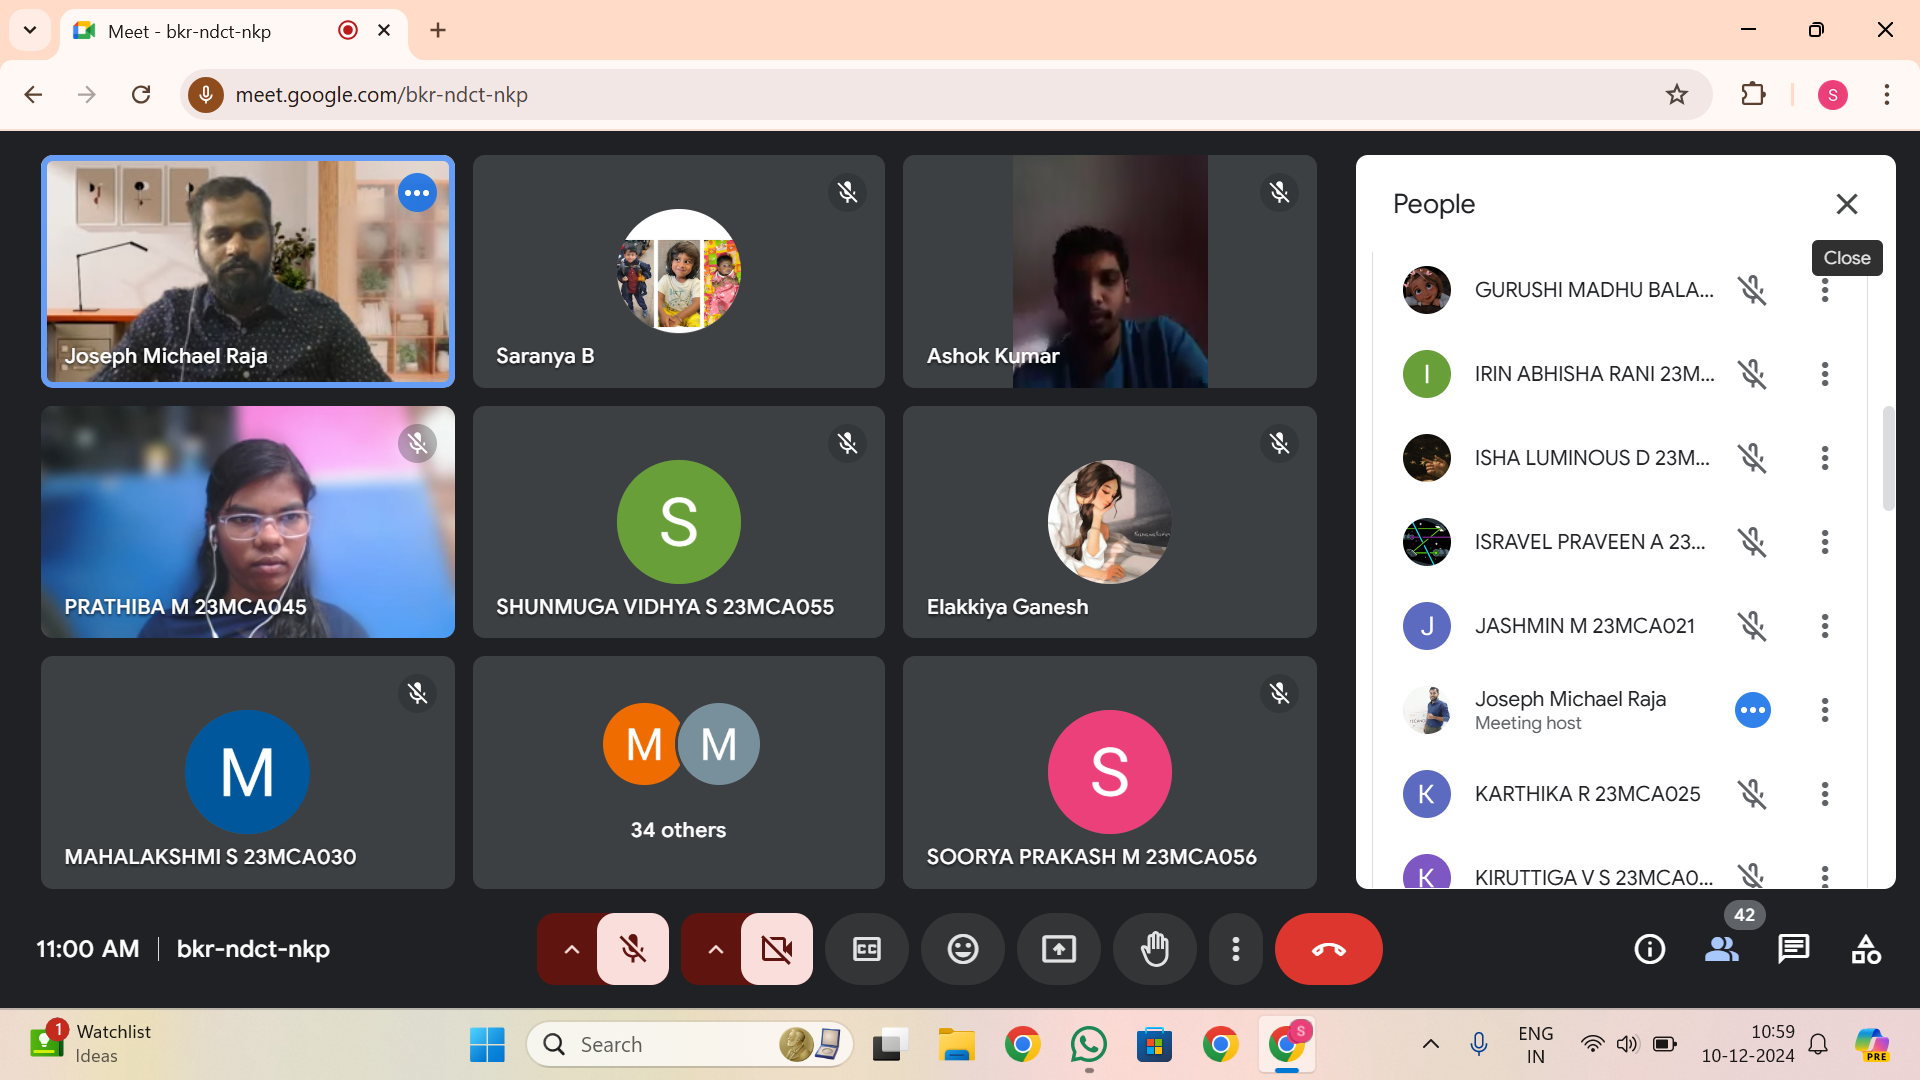 Meet - bkr-ndct-nkp
meet.google.com/bkr-ndct-nkp
S
Joseph Michael Raja
Saranya B
Ashok Kumar
PRATHIBA M 23MCA045
S
SHUNMUGA VIDHYA S 23MCA055
Elakkiya Ganesh
M
MAHALAKSHMI S 23MCA030
M M
34 others
S
SOORYA PRAKASH M 23MCA056
People
Close
GURUSHI MADHU BALA...
I
IRIN ABHISHA RANI 23M...
ISHA LUMINOUS D 23M...
ISRAVEL PRAVEEN A 23...
J
JASHMIN M 23MCA021
Joseph Michael Raja
Meeting host
K
KARTHIKA R 23MCA025
K
KIRUTTIGA V S 23MCA0...
11:00 AM
bkr-ndct-nkp
CC
42
1
Watchlist
Ideas
Search
S
ENG
IN
10:59
10-12-2024
PRE